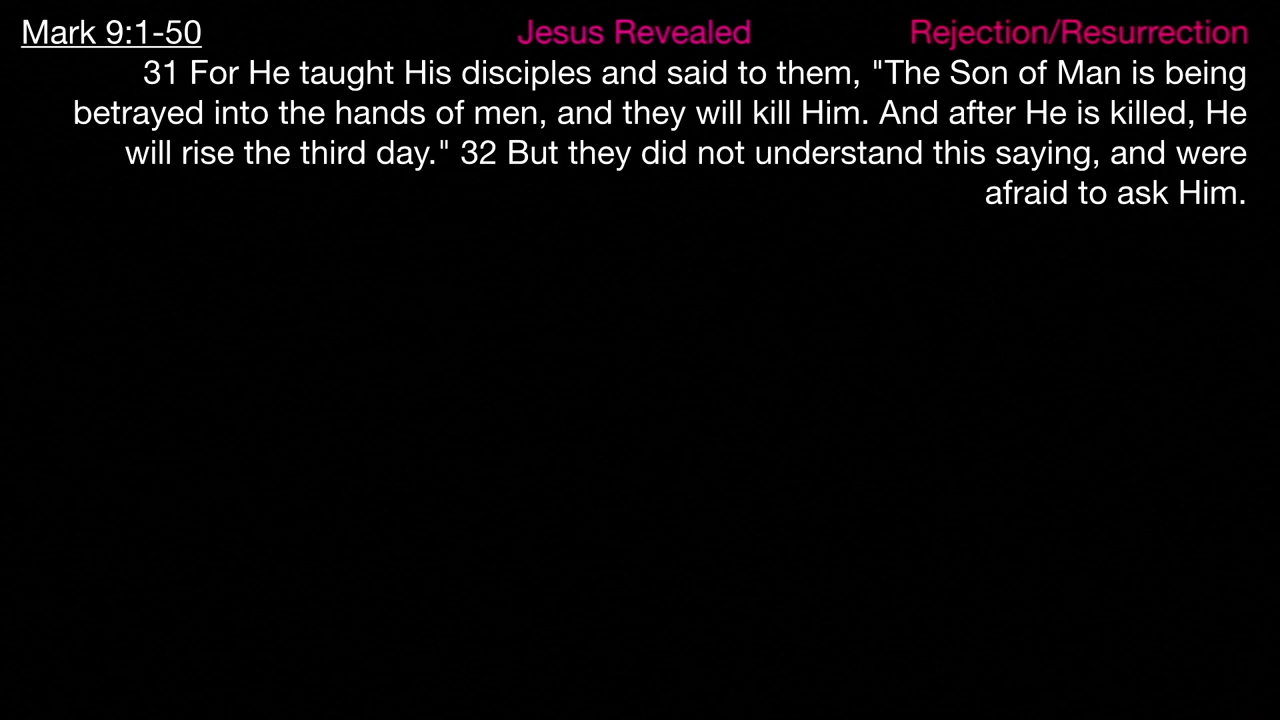 Mark 9:1-50 Jesus Revealed Rejection/Resurrection
31 For He taught His disciples and said to them, "The Son of Man is being
betrayed into the hands of men, and they will kill Him. And after He is killed, He
will rise the third day." 32 But they did not understand this saying, and were
afraid to ask Him.